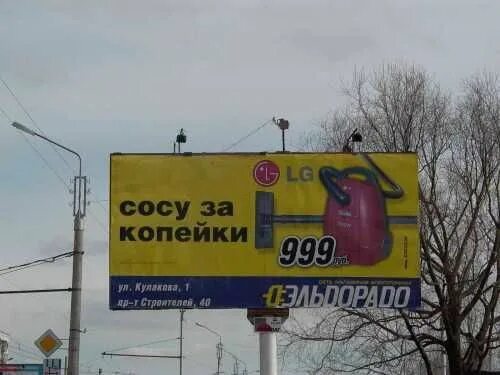 LG
сосу за
копейки
999 руб.
ул. Кулакова, 1
пр-т Строителей, 40
ЭЛЬДОРАДО